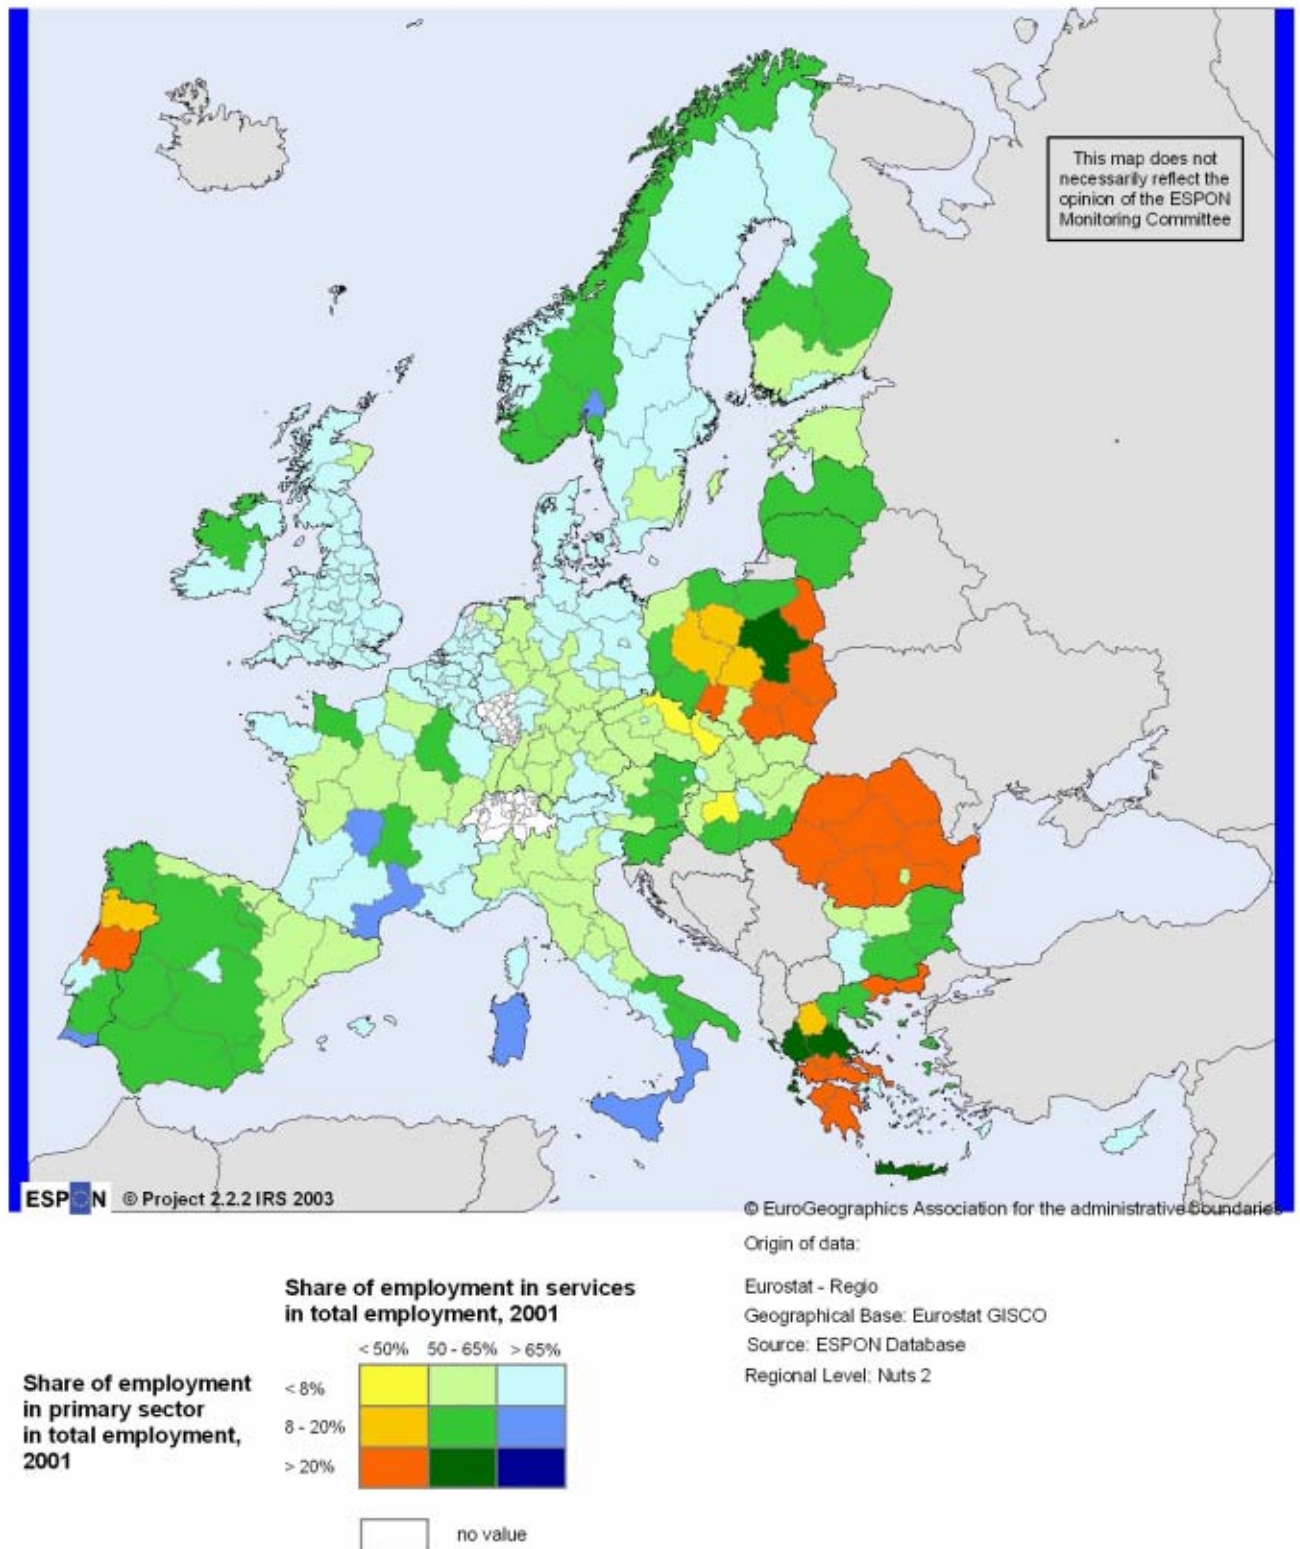 This map does not
necessarily reflect the
opinion of the ESPON
Monitoring Committee
ESPON © Project 2.2.2 IRS 2003
© EuroGeographics Association for the administrative boundaries
Origin of data:
Eurostat - Regio
Geographical Base: Eurostat GISCO
Source: ESPON Database
Regional Level: Nuts 2
Share of employment in services
in total employment, 2001
< 50% 50 - 65% > 65%
Share of employment
in primary sector
in total employment,
2001
< 8%
8 - 20%
> 20%
no value